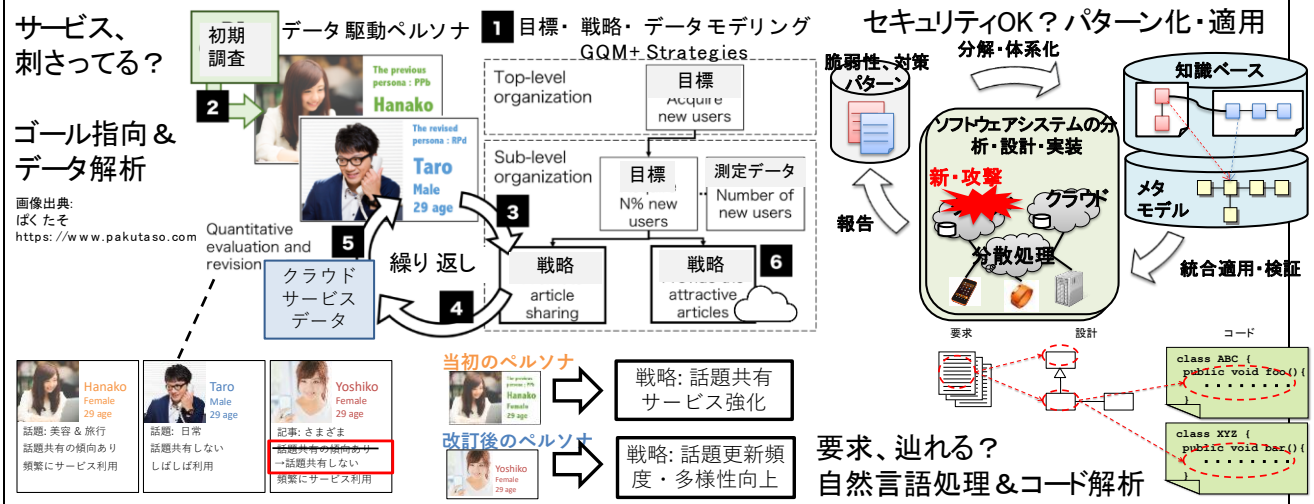 サービス、
刺さってる?
ゴール指向&
データ解析
画像出典:
ぱくたそ
https://www.pakutaso.com
初期
調査
データ駆動ペルソナ
2
The previous
persona : PPb
Hanako
The revised
persona : RPd
Taro
Male
29 age
3
5
繰り返し
4
Quantitative
evaluation and
revision
クラウド
サービス
データ
1 目標・戦略・データモデリング
GQM+ Strategies
Top-level
organization
目標
Acquire
new users
Sub-level
organization
目標
N% new
users
測定データ
Number of
new users
戦略
article
sharing
戦略
attractive
articles
6
Hanako
Female
29 age
話題: 美容 & 旅行
話題共有の傾向あり
頻繁にサービス利用
Taro
Male
29 age
話題: 日常
話題共有しない
しばしば利用
Yoshiko
Female
29 age
記事: さまざま
話題共有の傾向あり
→話題共有しない
頻繁にサービス利用
当初のペルソナ
The previous
persona : PPb
Hanako
Female
29 age
戦略: 話題共有
サービス強化
改訂後のペルソナ
Yoshiko
Female
29 age
戦略: 話題更新頻
度・多様性向上
セキュリティOK? パターン化・適用
脆弱性、対策
パターン
分解・体系化
知識ベース
ソフトウェアシステムの分
析・設計・実装
新・攻撃
クラウド
分散処理
報告
メタ
モデル
統合適用・検証
要求
設計
コード
class ABC {
public void foo(){
}
class XYZ {
public void bar(){
}
要求、辿れる?
自然言語処理&コード解析